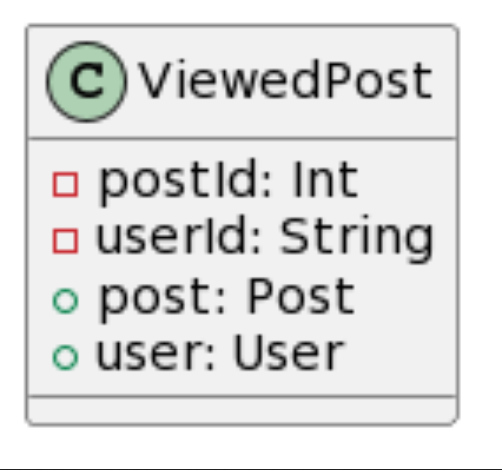 C ViewedPost
postId: Int
userId: String
post: Post
user: User